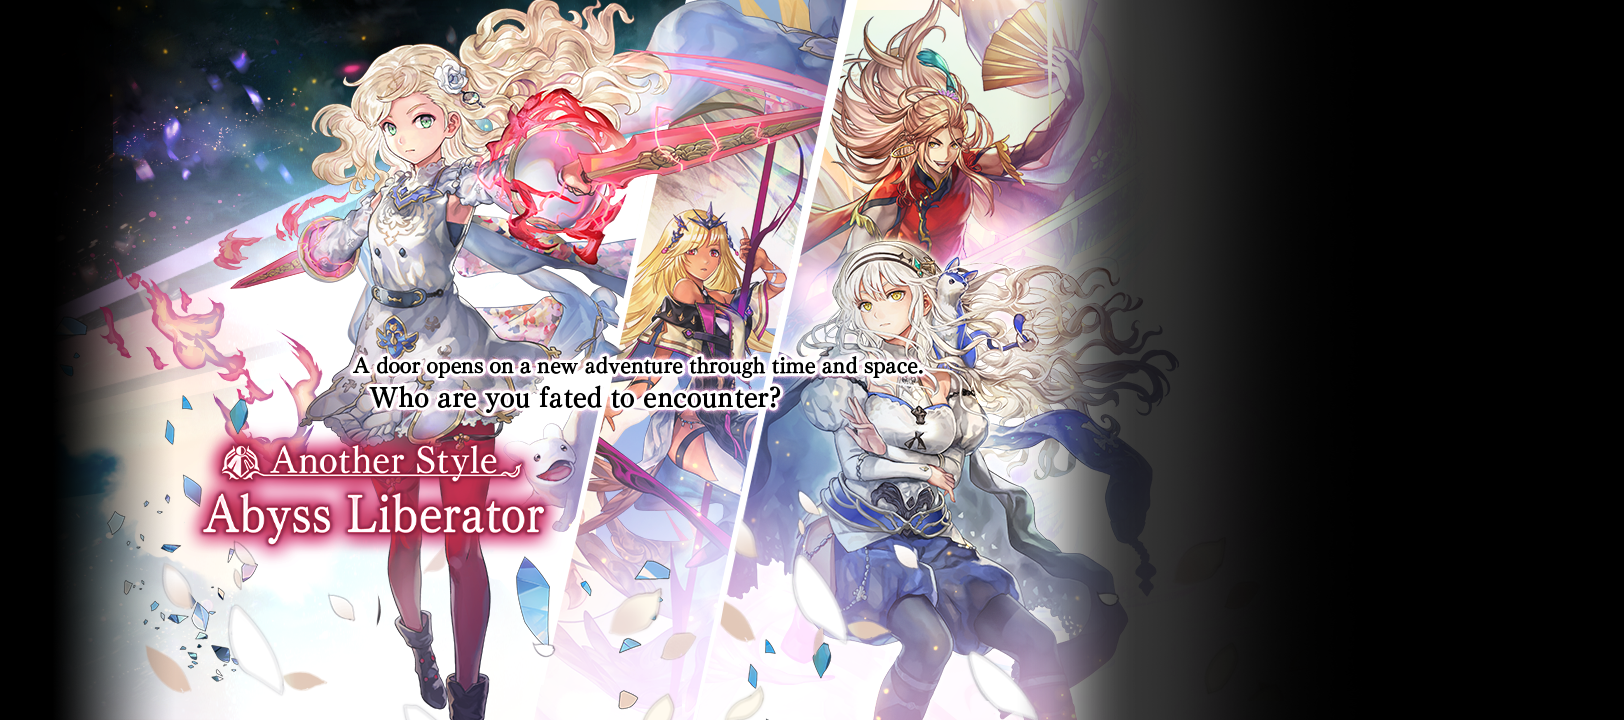 A door opens on a new adventure through time and space.
Who are you fated to encounter?
Another Style
Abyss Liberator